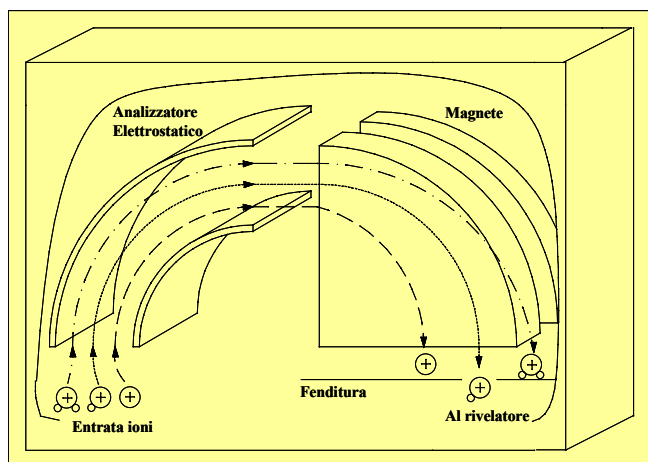 Analizzatore
Elettrostatico
Magnete
+
+
+
+
+
+
Fenditura
Entrata ioni
Al rivelatore